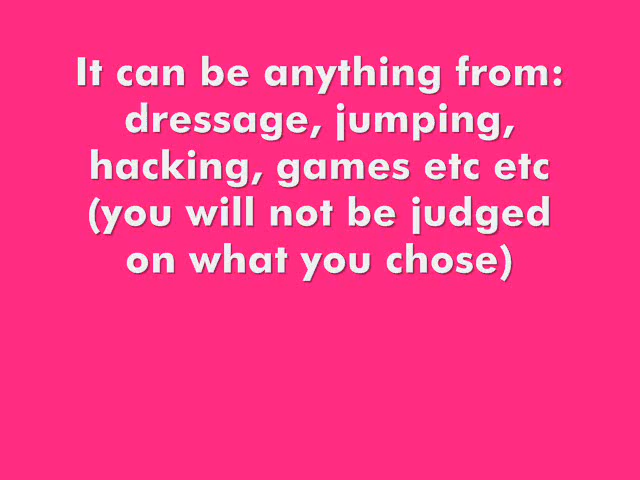 It can be anything from:
dressage, jumping,
hacking, games etc etc
(you will not be judged
on what you chose)